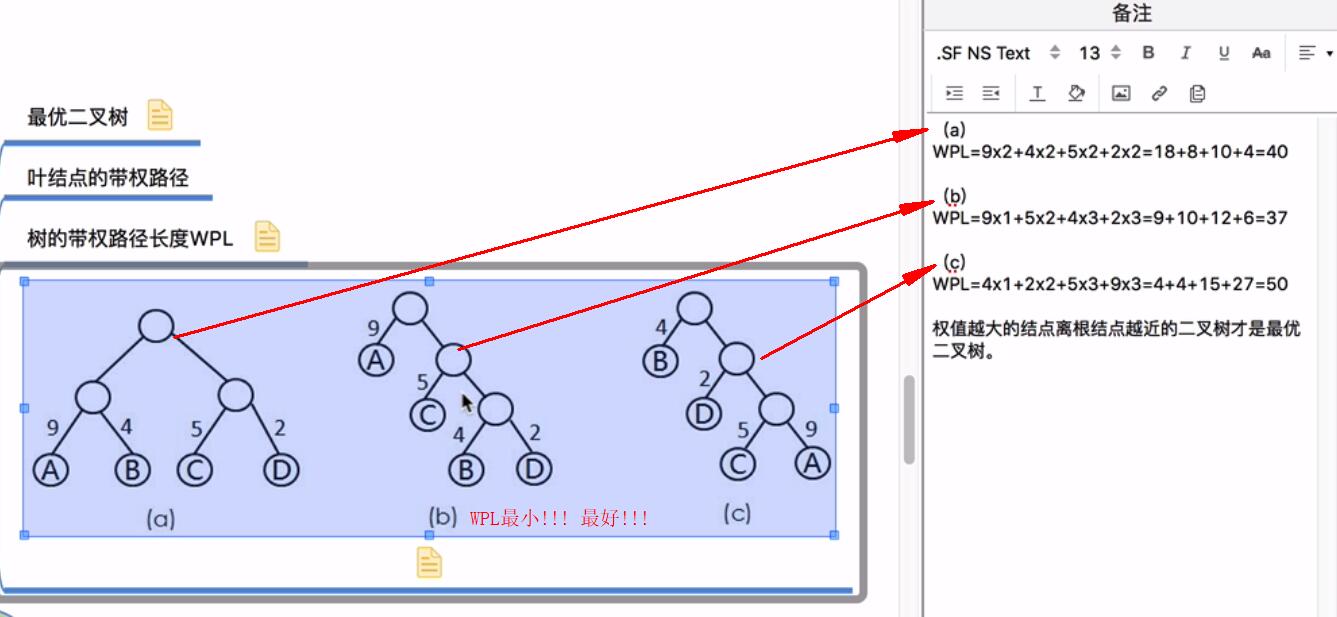 备注
.SF NS Text 13 B I U Aa
T
最优二叉树
叶结点的带权路径
树的带权路径长度WPL
9 4 5 2
A B C D
(a)
9
A
5
C
4 2
B D
(b) WPL最小!!! 最好!!!
4
B
2
D
5 9
C A
(c)
(a)
WPL=9x2+4x2+5x2+2x2=18+8+10+4=40
(b)
WPL=9x1+5x2+4x3+2x3=9+10+12+6=37
(c)
WPL=4x1+2x2+5x3+9x3=4+4+15+27=50
权值越大的结点离根结点越近的二叉树才是最优
二叉树。